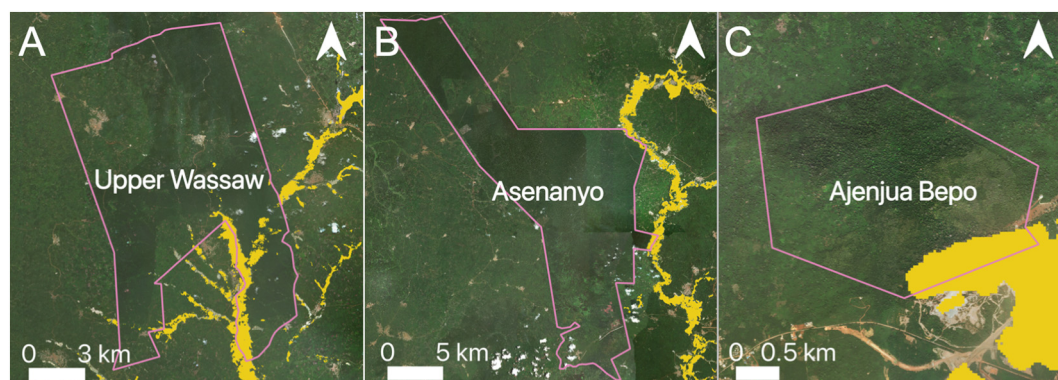 A
Upper Wassaw
0 3 km
B
Asenanyo
0 5 km
C
Ajenjua Bepo
0 0.5 km